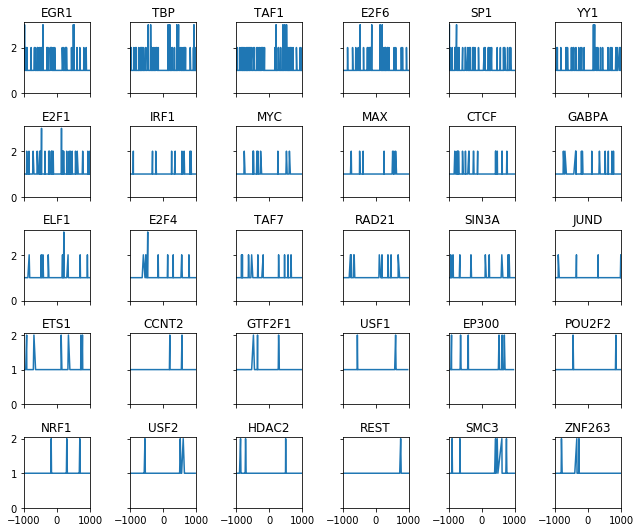 EGR1 TBP TAF1 E2F6 SP1 YY1
2
0
E2F1 IRF1 MYC MAX CTCF GABPA
2
0
ELF1 E2F4 TAF7 RAD21 SIN3A JUND
2
0
ETS1 CCNT2 GTF2F1 USF1 EP300 POU2F2
2
1
0
NRF1 USF2 HDAC2 REST SMC3 ZNF263
2
1
0
−1000 0 1000 −1000 0 1000 −1000 0 1000 −1000 0 1000 −1000 0 1000 −1000 0 1000